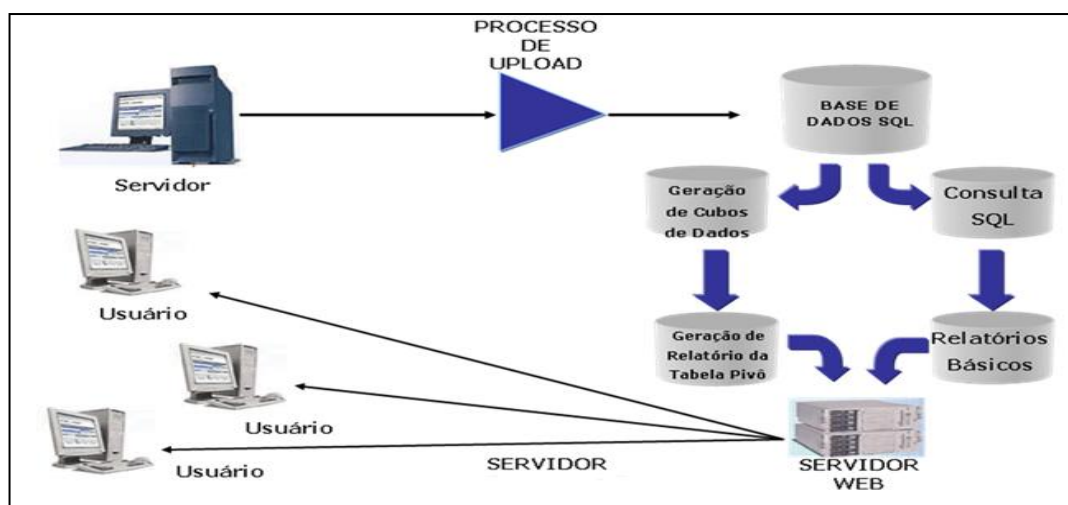 PROCESSO
DE
UPLOAD
BASE DE
DADOS SQL
Servidor
Geração
de Cubos
de Dados
Consulta
SQL
Usuário
Geração de
Relatório da
Tabela Pivô
Relatórios
Básicos
Usuário
Usuário
SERVIDOR
SERVIDOR
WEB